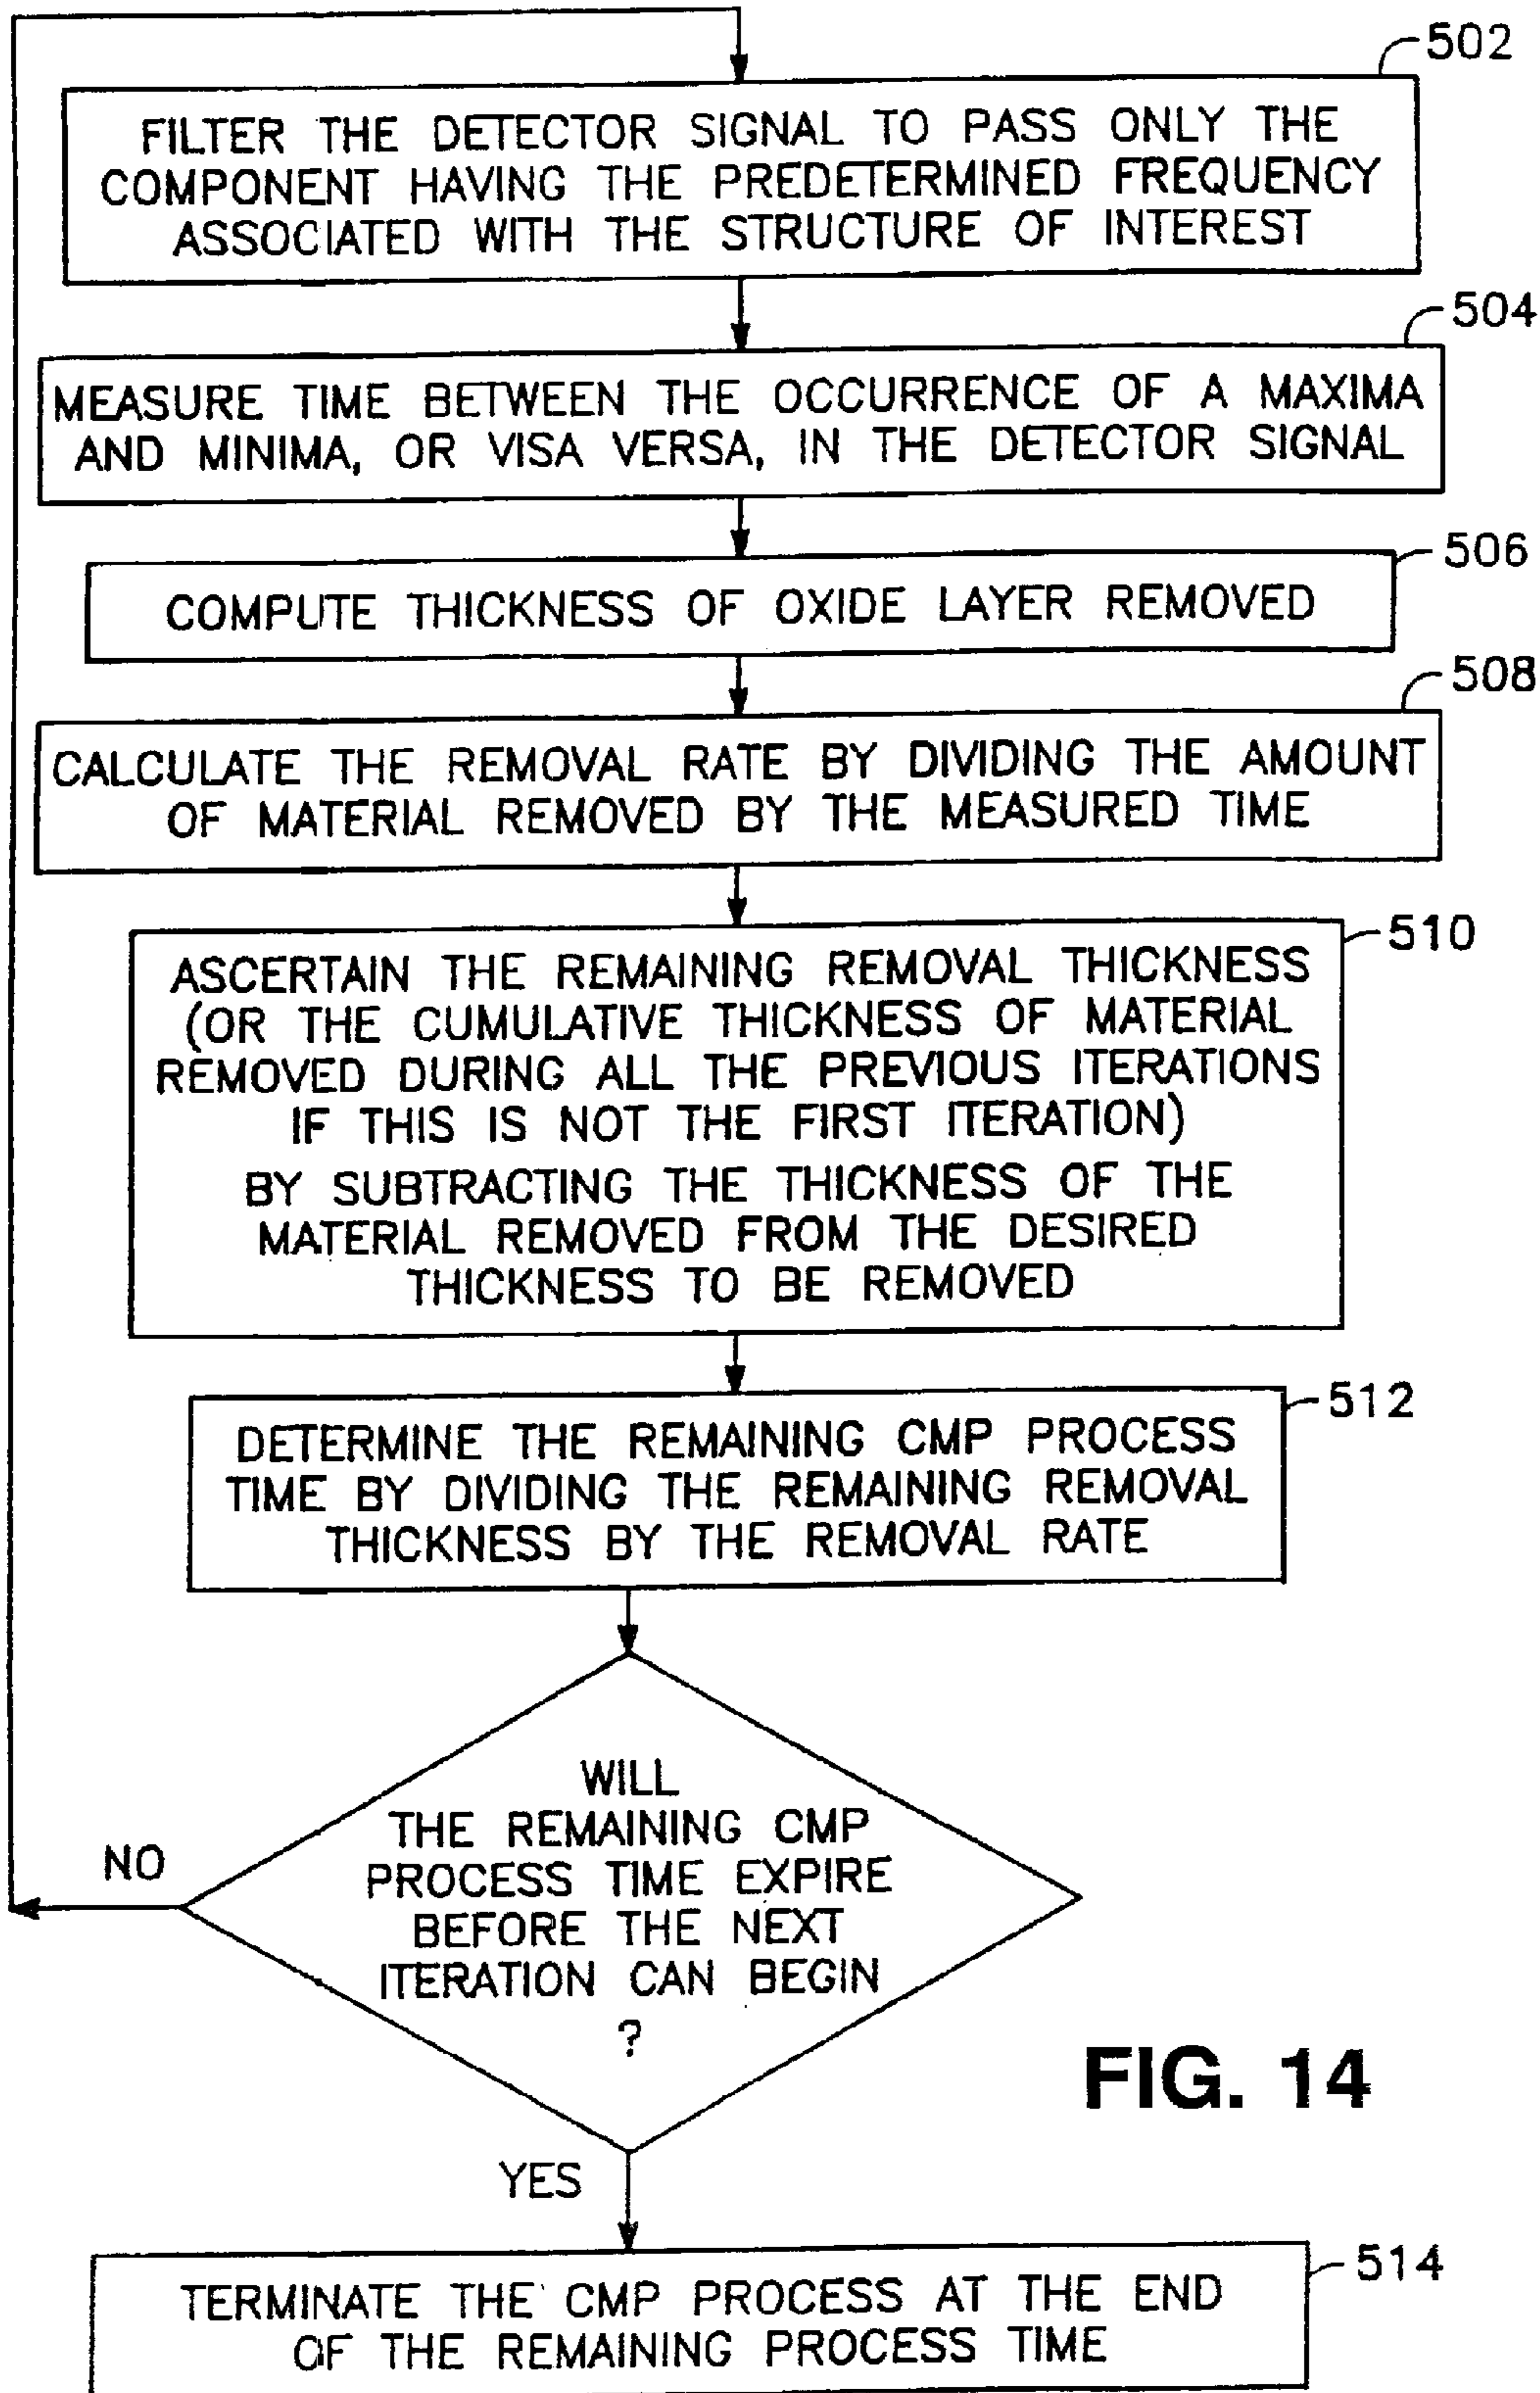 502
FILTER THE DETECTOR SIGNAL TO PASS ONLY THE
COMPONENT HAVING THE PREDETERMINED FREQUENCY
ASSOCIATED WITH THE STRUCTURE OF INTEREST
504
MEASURE TIME BETWEEN THE OCCURRENCE OF A MAXIMA
AND MINIMA, OR VISA VERSA, IN THE DETECTOR SIGNAL
506
COMPUTE THICKNESS OF OXIDE LAYER REMOVED
508
CALCULATE THE REMOVAL RATE BY DIVIDING THE AMOUNT
OF MATERIAL REMOVED BY THE MEASURED TIME
510
ASCERTAIN THE REMAINING REMOVAL THICKNESS
(OR THE CUMULATIVE THICKNESS OF MATERIAL
REMOVED DURING ALL THE PREVIOUS ITERATIONS
IF THIS IS NOT THE FIRST ITERATION)
BY SUBTRACTING THE THICKNESS OF THE
MATERIAL REMOVED FROM THE DESIRED
THICKNESS TO BE REMOVED
512
DETERMINE THE REMAINING CMP PROCESS
TIME BY DIVIDING THE REMAINING REMOVAL
THICKNESS BY THE REMOVAL RATE
WILL
THE REMAINING CMP
PROCESS TIME EXPIRE
BEFORE THE NEXT
ITERATION CAN BEGIN
?
NO
FIG. 14
YES
514
TERMINATE THE CMP PROCESS AT THE END
OF THE REMAINING PROCESS TIME